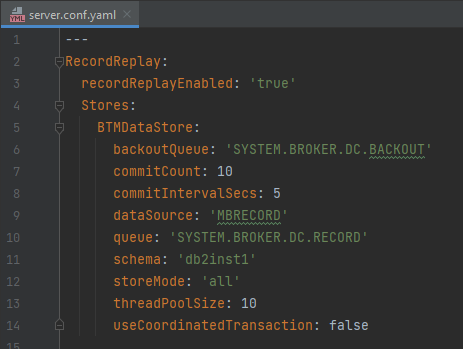 server.conf.yaml
YML
1 ---
2 RecordReplay:
3 recordReplayEnabled: 'true'
4 Stores:
5 BTMDataStore:
6 backoutQueue: 'SYSTEM.BROKER.DC.BACKOUT'
7 commitCount: 10
8 commitIntervalSecs: 5
9 dataSource: 'MBRECORD'
10 queue: 'SYSTEM.BROKER.DC.RECORD'
11 schema: 'db2inst1'
12 storeMode: 'all'
13 threadPoolSize: 10
14 useCoordinatedTransaction: false